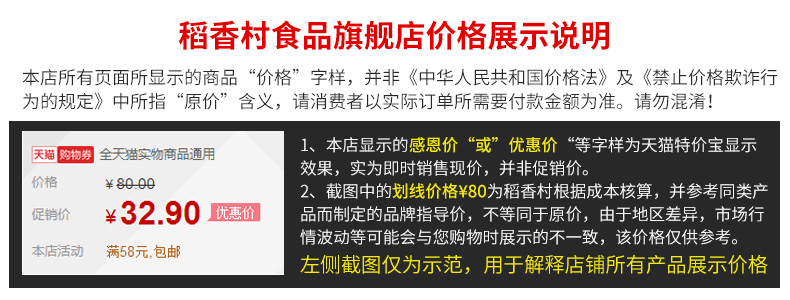 稻香村食品旗舰店价格展示说明
本店所有页面所显示的商品“价格”字样，并非《中华人民共和国价格法》及《禁止价格欺诈行
为的规定》中所指“原价”含义，请消费者以实际订单所需要付款金额为准。请勿混淆！
天猫 购物券 全天猫实物商品通用
价格 ¥80.00
促销价 ¥32.90 优惠价
本店活动 满58元,包邮
1、本店显示的感恩价“或”优惠价“等字样为天猫特价宝显示
效果，实为即时销售现价，并非促销价。
2、截图中的划线价格¥80为稻香村根据成本核算，并参考同类产
品而制定的品牌指导价，不等同于原价，由于地区差异，市场行
情波动等可能会与您购物时展示的不一致，该价格仅供参考。
左侧截图仅为示范，用于解释店铺所有产品展示价格